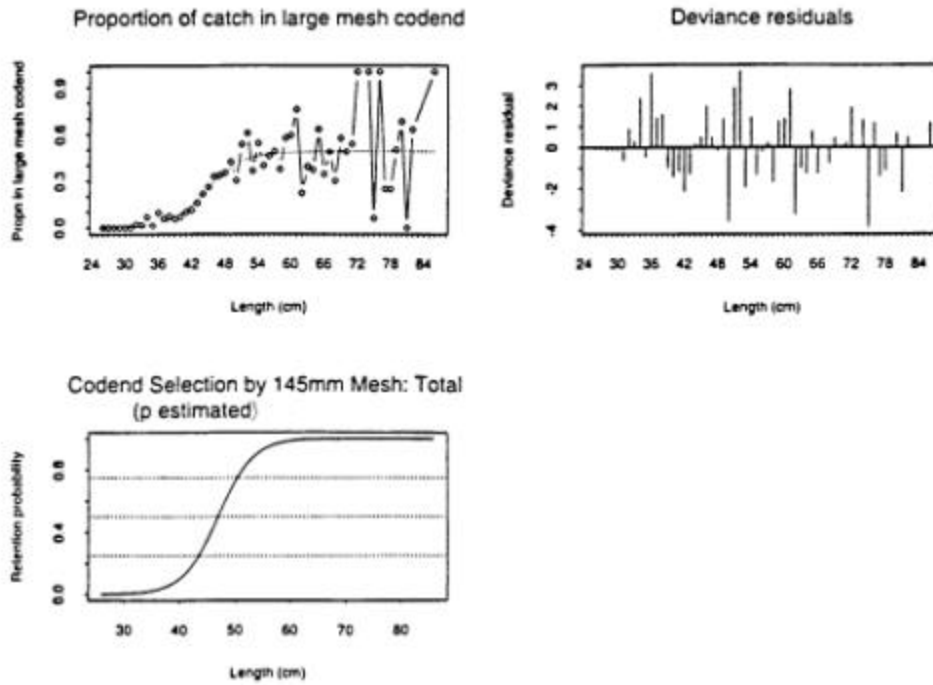 Proportion of catch in large mesh codend
Propn in large mesh codend
0.0 0.3 0.6 0.9
24 30 36 42 48 54 60 66 72 78 84
Length (cm)
Deviance residuals
Deviance residual
-4 -2 0 1 2 3
24 30 36 42 48 54 60 66 72 78 86
Length (cm)
Codend Selection by 145mm Mesh: Total
(p estimated)
Retention probability
0.0 0.4 0.8
30 40 50 60 70 80
Length (cm)